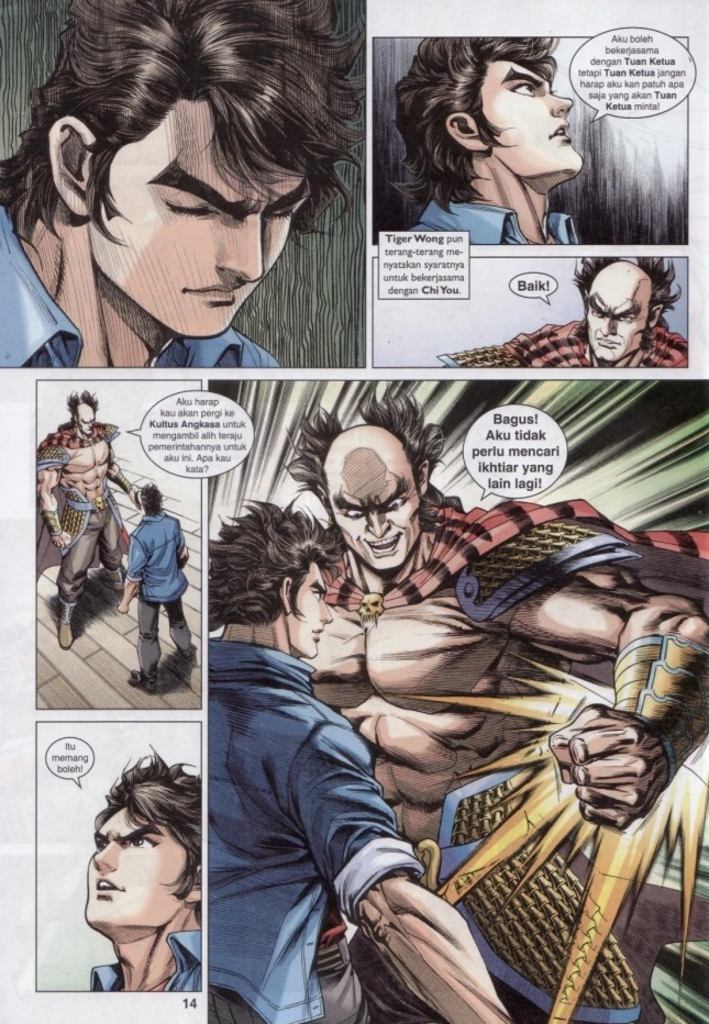 Aku boleh
bekerjasama
dengan Tuan Ketua
tetapi Tuan Ketua jangan
harap aku kan patuh apa
saja yang akan Tuan
Ketua minta!
Tiger Wong pun
terang-terang me-
nyatakan syaratnya
untuk bekerjasama
dengan Chi You.
Baik!
Aku harap
kau akan pergi ke
Kultus Angkasa untuk
mengambil alih teraju
pemerintahannya untuk
aku ini. Apa kau
kata?
Bagus!
Aku tidak
perlu mencari
ikhtiar yang
lain lagi!
Itu
memang
boleh!
14